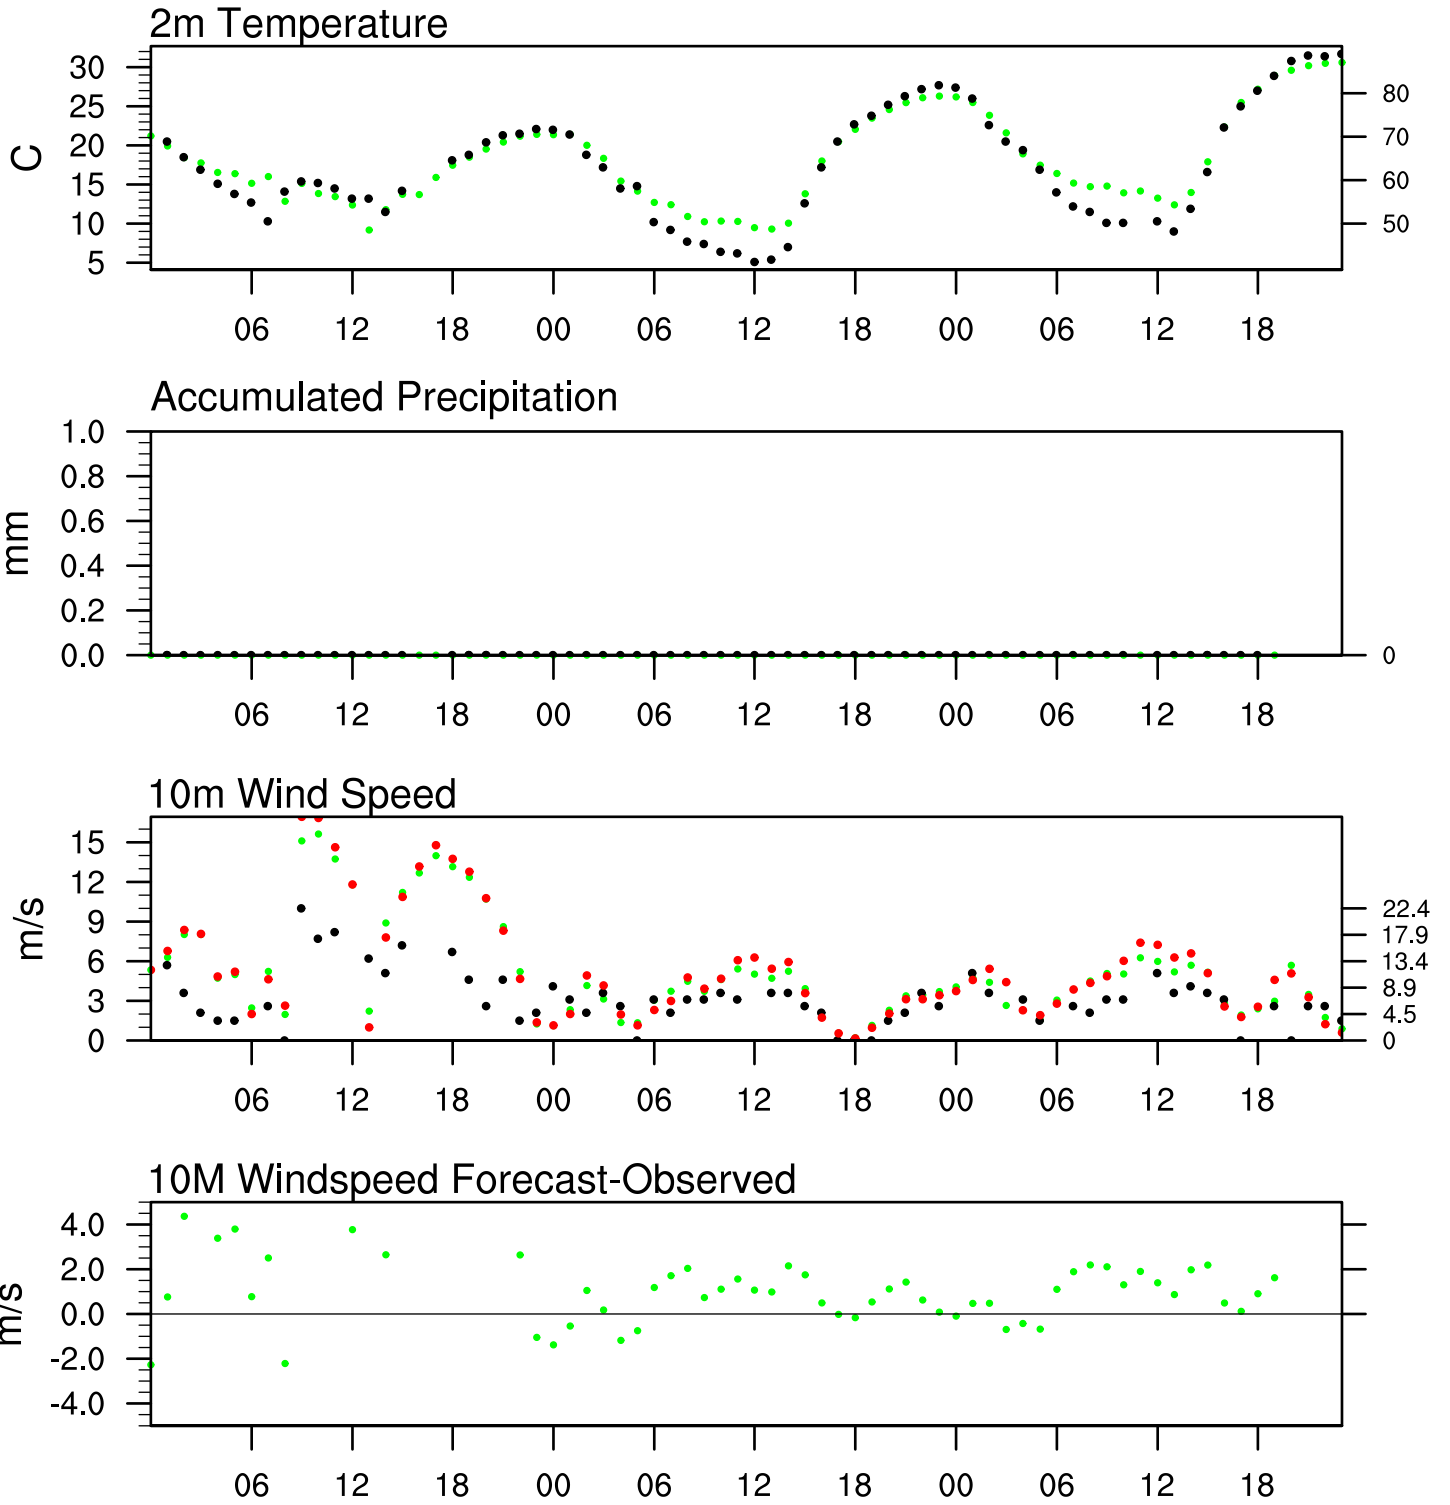 2m Temperature
30
25
20
15
10
5
C
80
70
60
50
06 12 18 00 06 12 18 00 06 12 18
Accumulated Precipitation
1.0
0.8
0.6
0.4
0.2
0.0
mm
0
06 12 18 00 06 12 18 00 06 12 18
10m Wind Speed
15
12
9
6
3
0
m/s
22.4
17.9
13.4
8.9
4.5
0
06 12 18 00 06 12 18 00 06 12 18
10M Windspeed Forecast-Observed
4.0
2.0
0.0
-2.0
-4.0
m/s
06 12 18 00 06 12 18 00 06 12 18